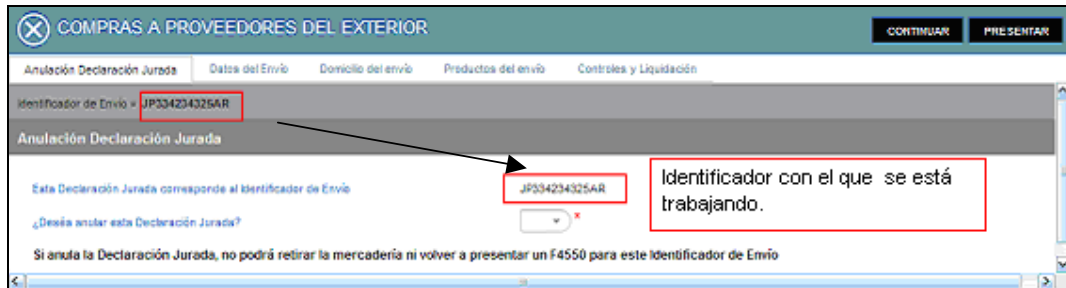 COMPRAS A PROVEEDORES DEL EXTERIOR
CONTINUAR PRESENTAR
Anulación Declaración Jurada Datos del Envío Domicilio del envío Productos del envío Controles y Liquidación
Identificador de Envío = JP334234325AR
Anulación Declaración Jurada
Esta Declaración Jurada corresponde al Identificador de Envío JP334234325AR
Identificador con el que se está
trabajando.
¿Deséa anular esta Declaración Jurada? *
Si anula la Declaración Jurada, no podrá retirar la mercadería ni volver a presentar un F4550 para este Identificador de Envío